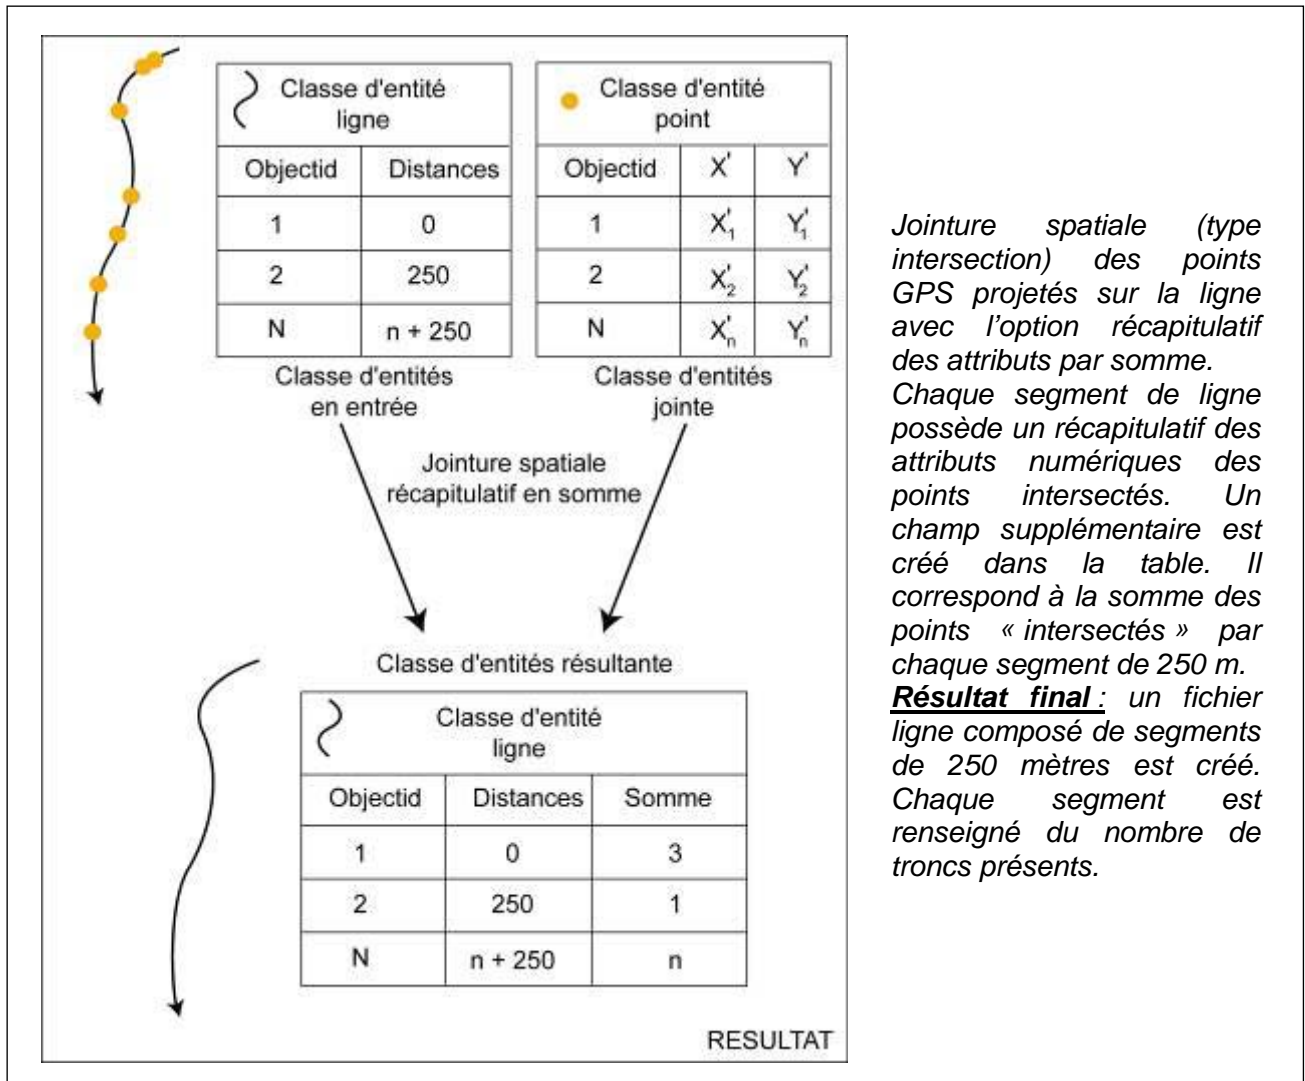 Classe d'entité
ligne
Objectid Distances
1 0
2 250
N n + 250
Classe d'entité
point
Objectid X' Y'
1 X'1 Y'1
2 X'2 Y'2
N X'n Y'n
Classe d'entités
en entrée
Classe d'entités
jointe
Jointure spatiale
récapitulatif en somme
Classe d'entités résultante
Classe d'entité
ligne
Objectid Distances Somme
1 0 3
2 250 1
N n + 250 n
RESULTAT
Jointure spatiale (type
intersection) des points
GPS projetés sur la ligne
avec l'option récapitulatif
des attributs par somme.
Chaque segment de ligne
possède un récapitulatif des
attributs numériques des
points intersectés. Un
champ supplémentaire est
créé dans la table. Il
correspond à la somme des
points « intersectés » par
chaque segment de 250 m.
Résultat final : un fichier
ligne composé de segments
de 250 mètres est créé.
Chaque segment est
renseigné du nombre de
troncs présents.